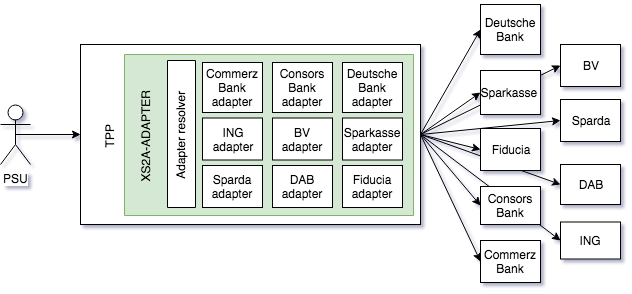 PSU
TPP
XS2A-ADAPTER
Adapter resolver
Commerz
Bank
adapter
Consors
Bank
adapter
Deutsche
Bank
adapter
ING
adapter
BV
adapter
Sparkasse
adapter
Sparda
adapter
DAB
adapter
Fiducia
adapter
Deutsche
Bank
BV
Sparkasse
Sparda
Fiducia
DAB
Consors
Bank
ING
Commerz
Bank